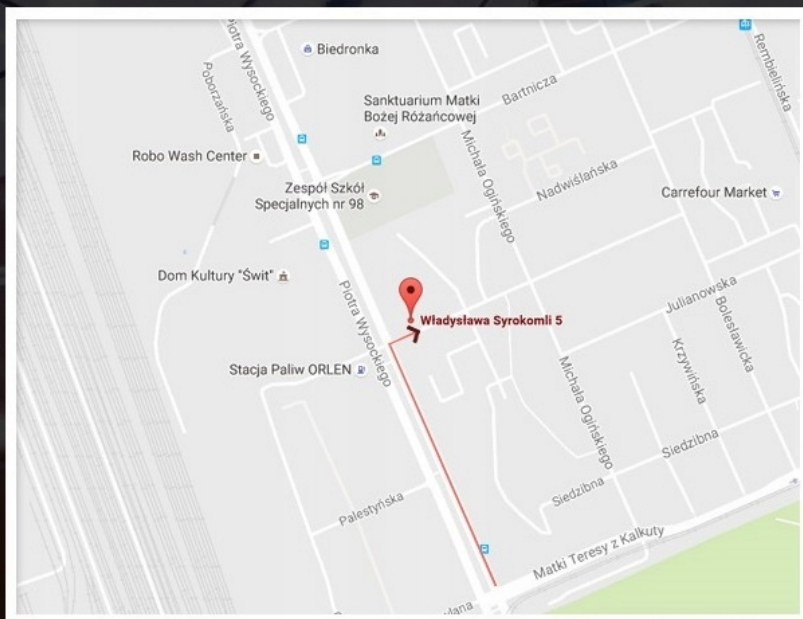 Piotra Wysockiego
Biedronka
Rembielińska
Poborzańska
Bartnicza
Sanktuarium Matki
Bożej Różańcowej
Robo Wash Center
Michała Ogińskiego
Nadwiślańska
Zespół Szkół
Specjalnych nr 98
Carrefour Market
Dom Kultury "Świt"
Piotra Wysockiego
Julianowska
Bolesławicka
Władysława Syrokomli 5
Krzywińska
Stacja Paliw ORLEN
Michała Ogińskiego
Siedzibna
Siedzibna
Palestyńska
Matki Teresy z Kalkuty